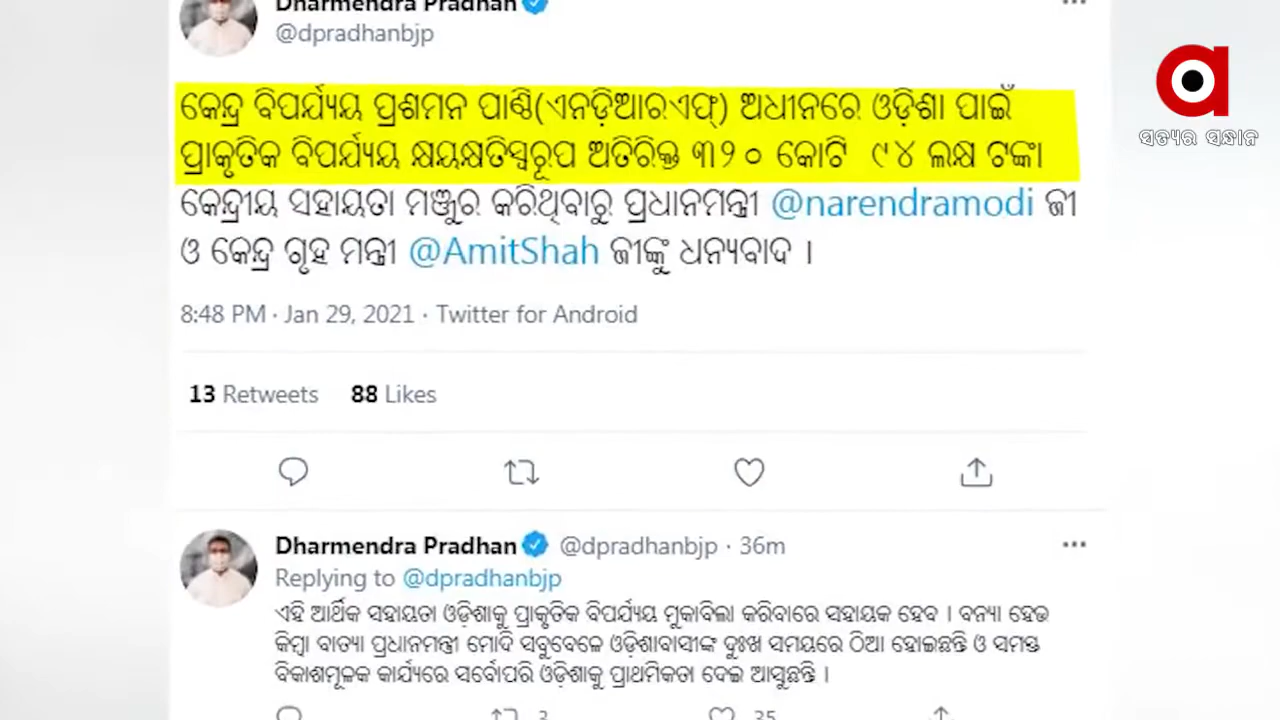 Dharmendra Pradhan
@dpradhanbjp
କେନ୍ଦ୍ର ବିପର୍ଯ୍ୟୟ ପ୍ରଶମନ ପାଣ୍ଠି(ଏନଡ଼ିଆରଏଫ୍) ଅଧୀନରେ ଓଡ଼ିଶା ପାଇଁ
ପ୍ରାକୃତିକ ବିପର୍ଯ୍ୟୟ କ୍ଷୟକ୍ଷତିସ୍ୱରୂପ ଅତିରିକ୍ତ ୩୨୦ କୋଟି ୯୪ ଲକ୍ଷ ଟଙ୍କା
କେନ୍ଦ୍ରୀୟ ସହାୟତା ମଞ୍ଜୁର କରିଥିବାରୁ ପ୍ରଧାନମନ୍ତ୍ରୀ @narendramodi ଜୀ
ଓ କେନ୍ଦ୍ର ଗୃହ ମନ୍ତ୍ରୀ @AmitShah ଜୀଙ୍କୁ ଧନ୍ୟବାଦ ।
8:48 PM · Jan 29, 2021 · Twitter for Android
13 Retweets 88 Likes
Dharmendra Pradhan @dpradhanbjp · 36m
Replying to @dpradhanbjp
ଏହି ଆର୍ଥିକ ସହାୟତା ଓଡ଼ିଶାକୁ ପ୍ରାକୃତିକ ବିପର୍ଯ୍ୟୟ ମୁକାବିଲା କରିବାରେ ସହାୟକ ହେବ । ବନ୍ୟା ହେଉ
କିମ୍ବା ବାତ୍ୟା ପ୍ରଧାନମନ୍ତ୍ରୀ ମୋଦି ସବୁବେଳେ ଓଡ଼ିଶାବାସୀଙ୍କ ଦୁଃଖ ସମୟରେ ଠିଆ ହୋଇଛନ୍ତି ଓ ସମସ୍ତ
ବିକାଶମୂଳକ କାର୍ଯ୍ୟରେ ସର୍ବୋପରି ଓଡ଼ିଶାକୁ ପ୍ରାଥମିକତା ଦେଇ ଆସୁଛନ୍ତି ।
3 35
ସତ୍ୟର ସନ୍ଧାନ